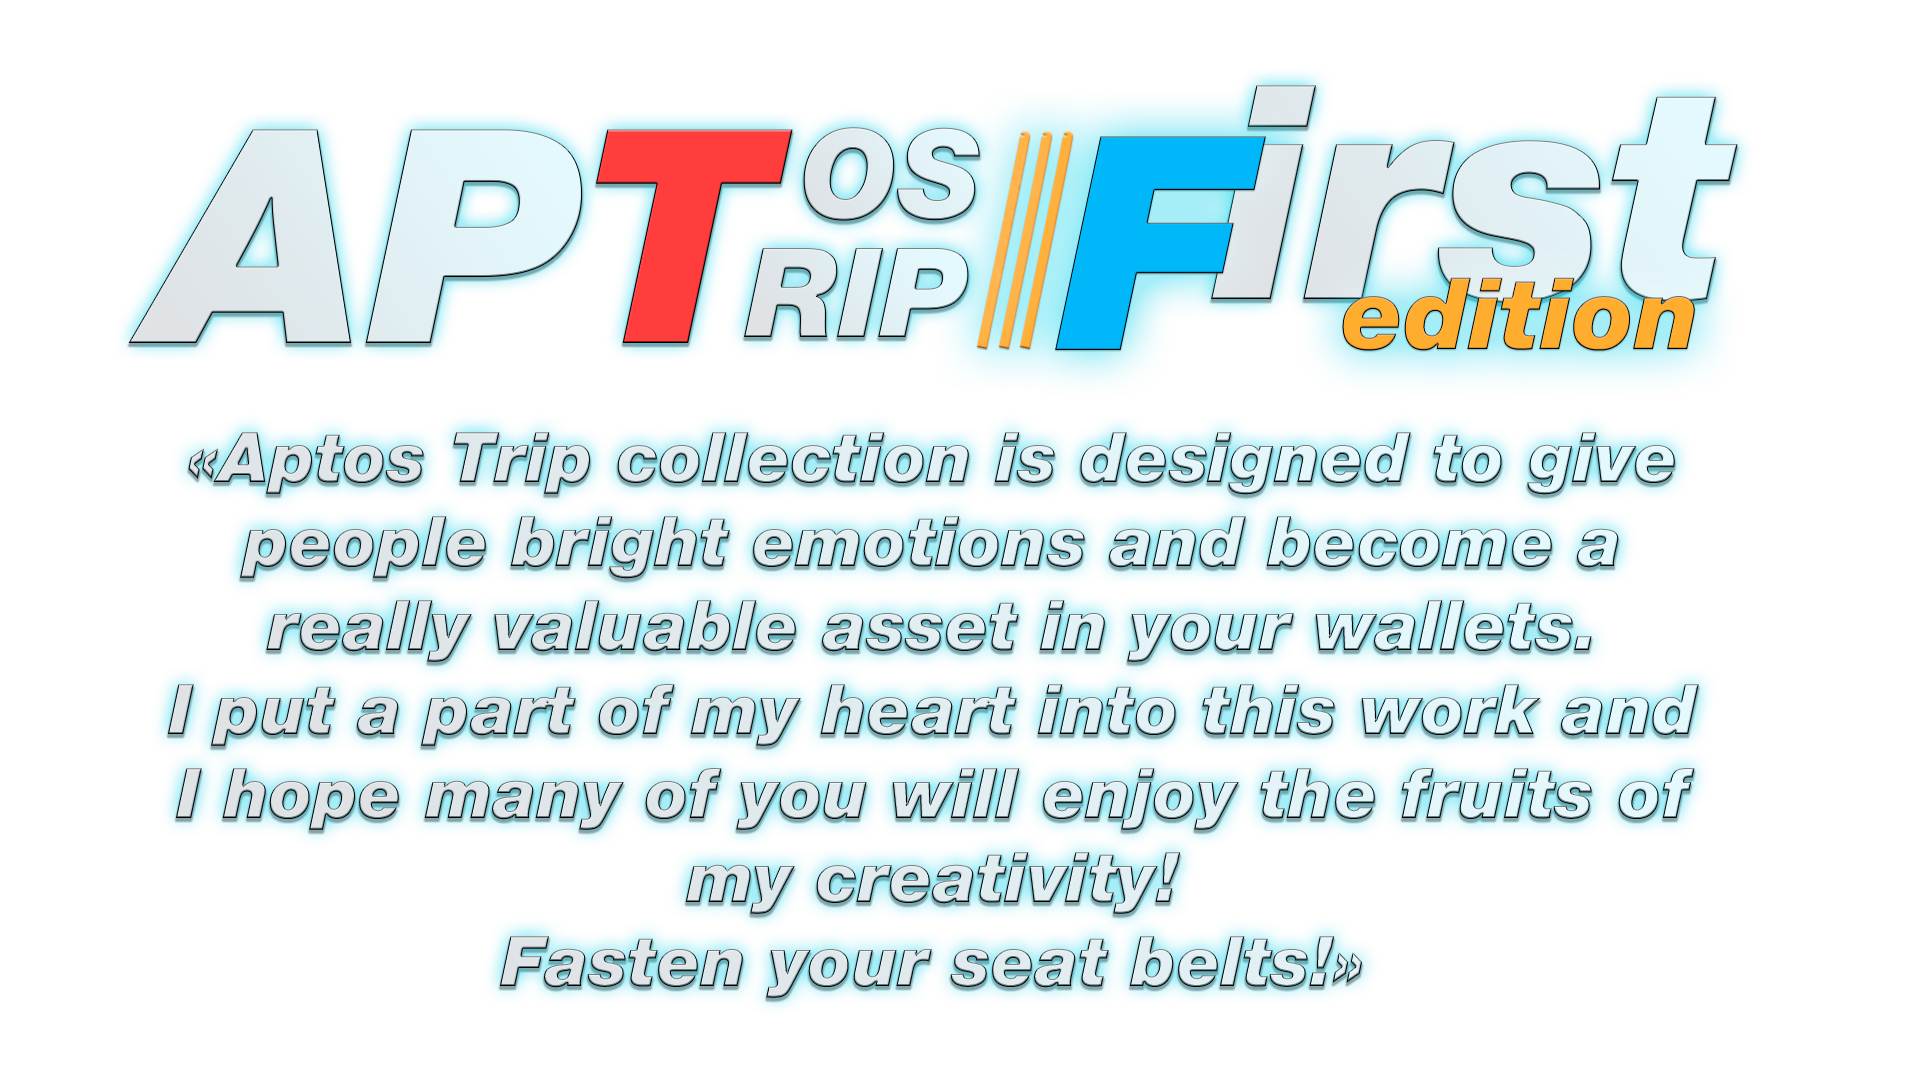 APTOS TRIP First
edition
«Aptos Trip collection is designed to give
people bright emotions and become a
really valuable asset in your wallets.
I put a part of my heart into this work and
I hope many of you will enjoy the fruits of
my creativity!
Fasten your seat belts!»